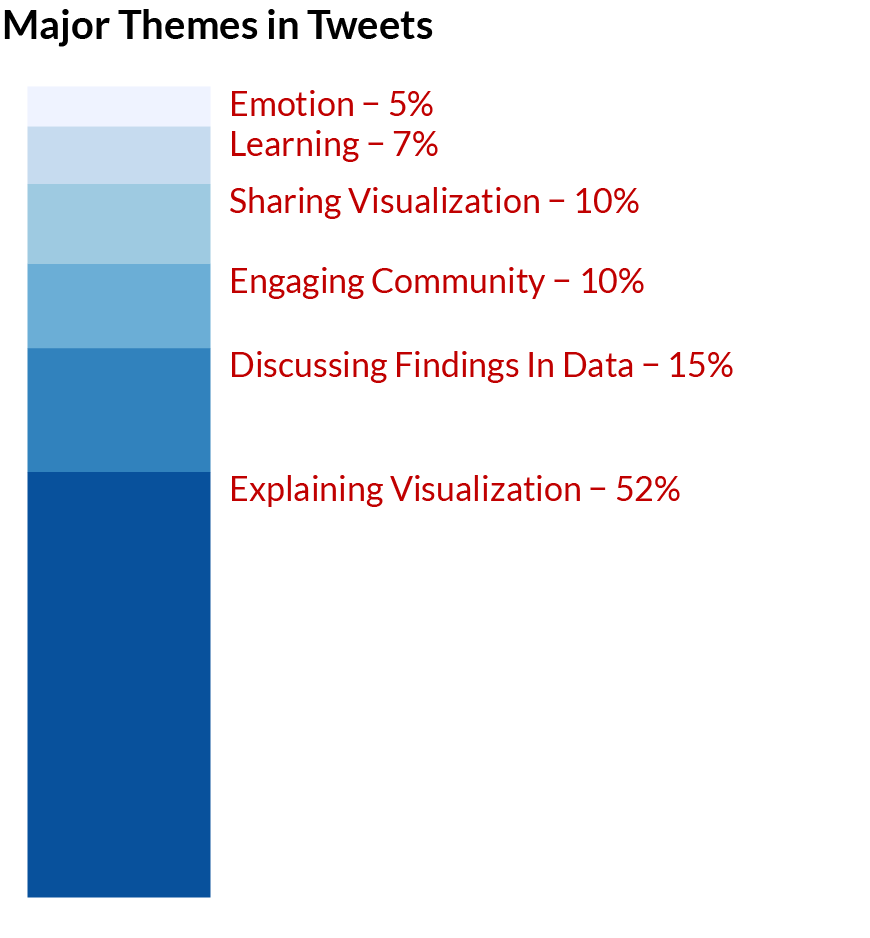 Major Themes in Tweets
Emotion – 5%
Learning – 7%
Sharing Visualization – 10%
Engaging Community – 10%
Discussing Findings In Data – 15%
Explaining Visualization – 52%